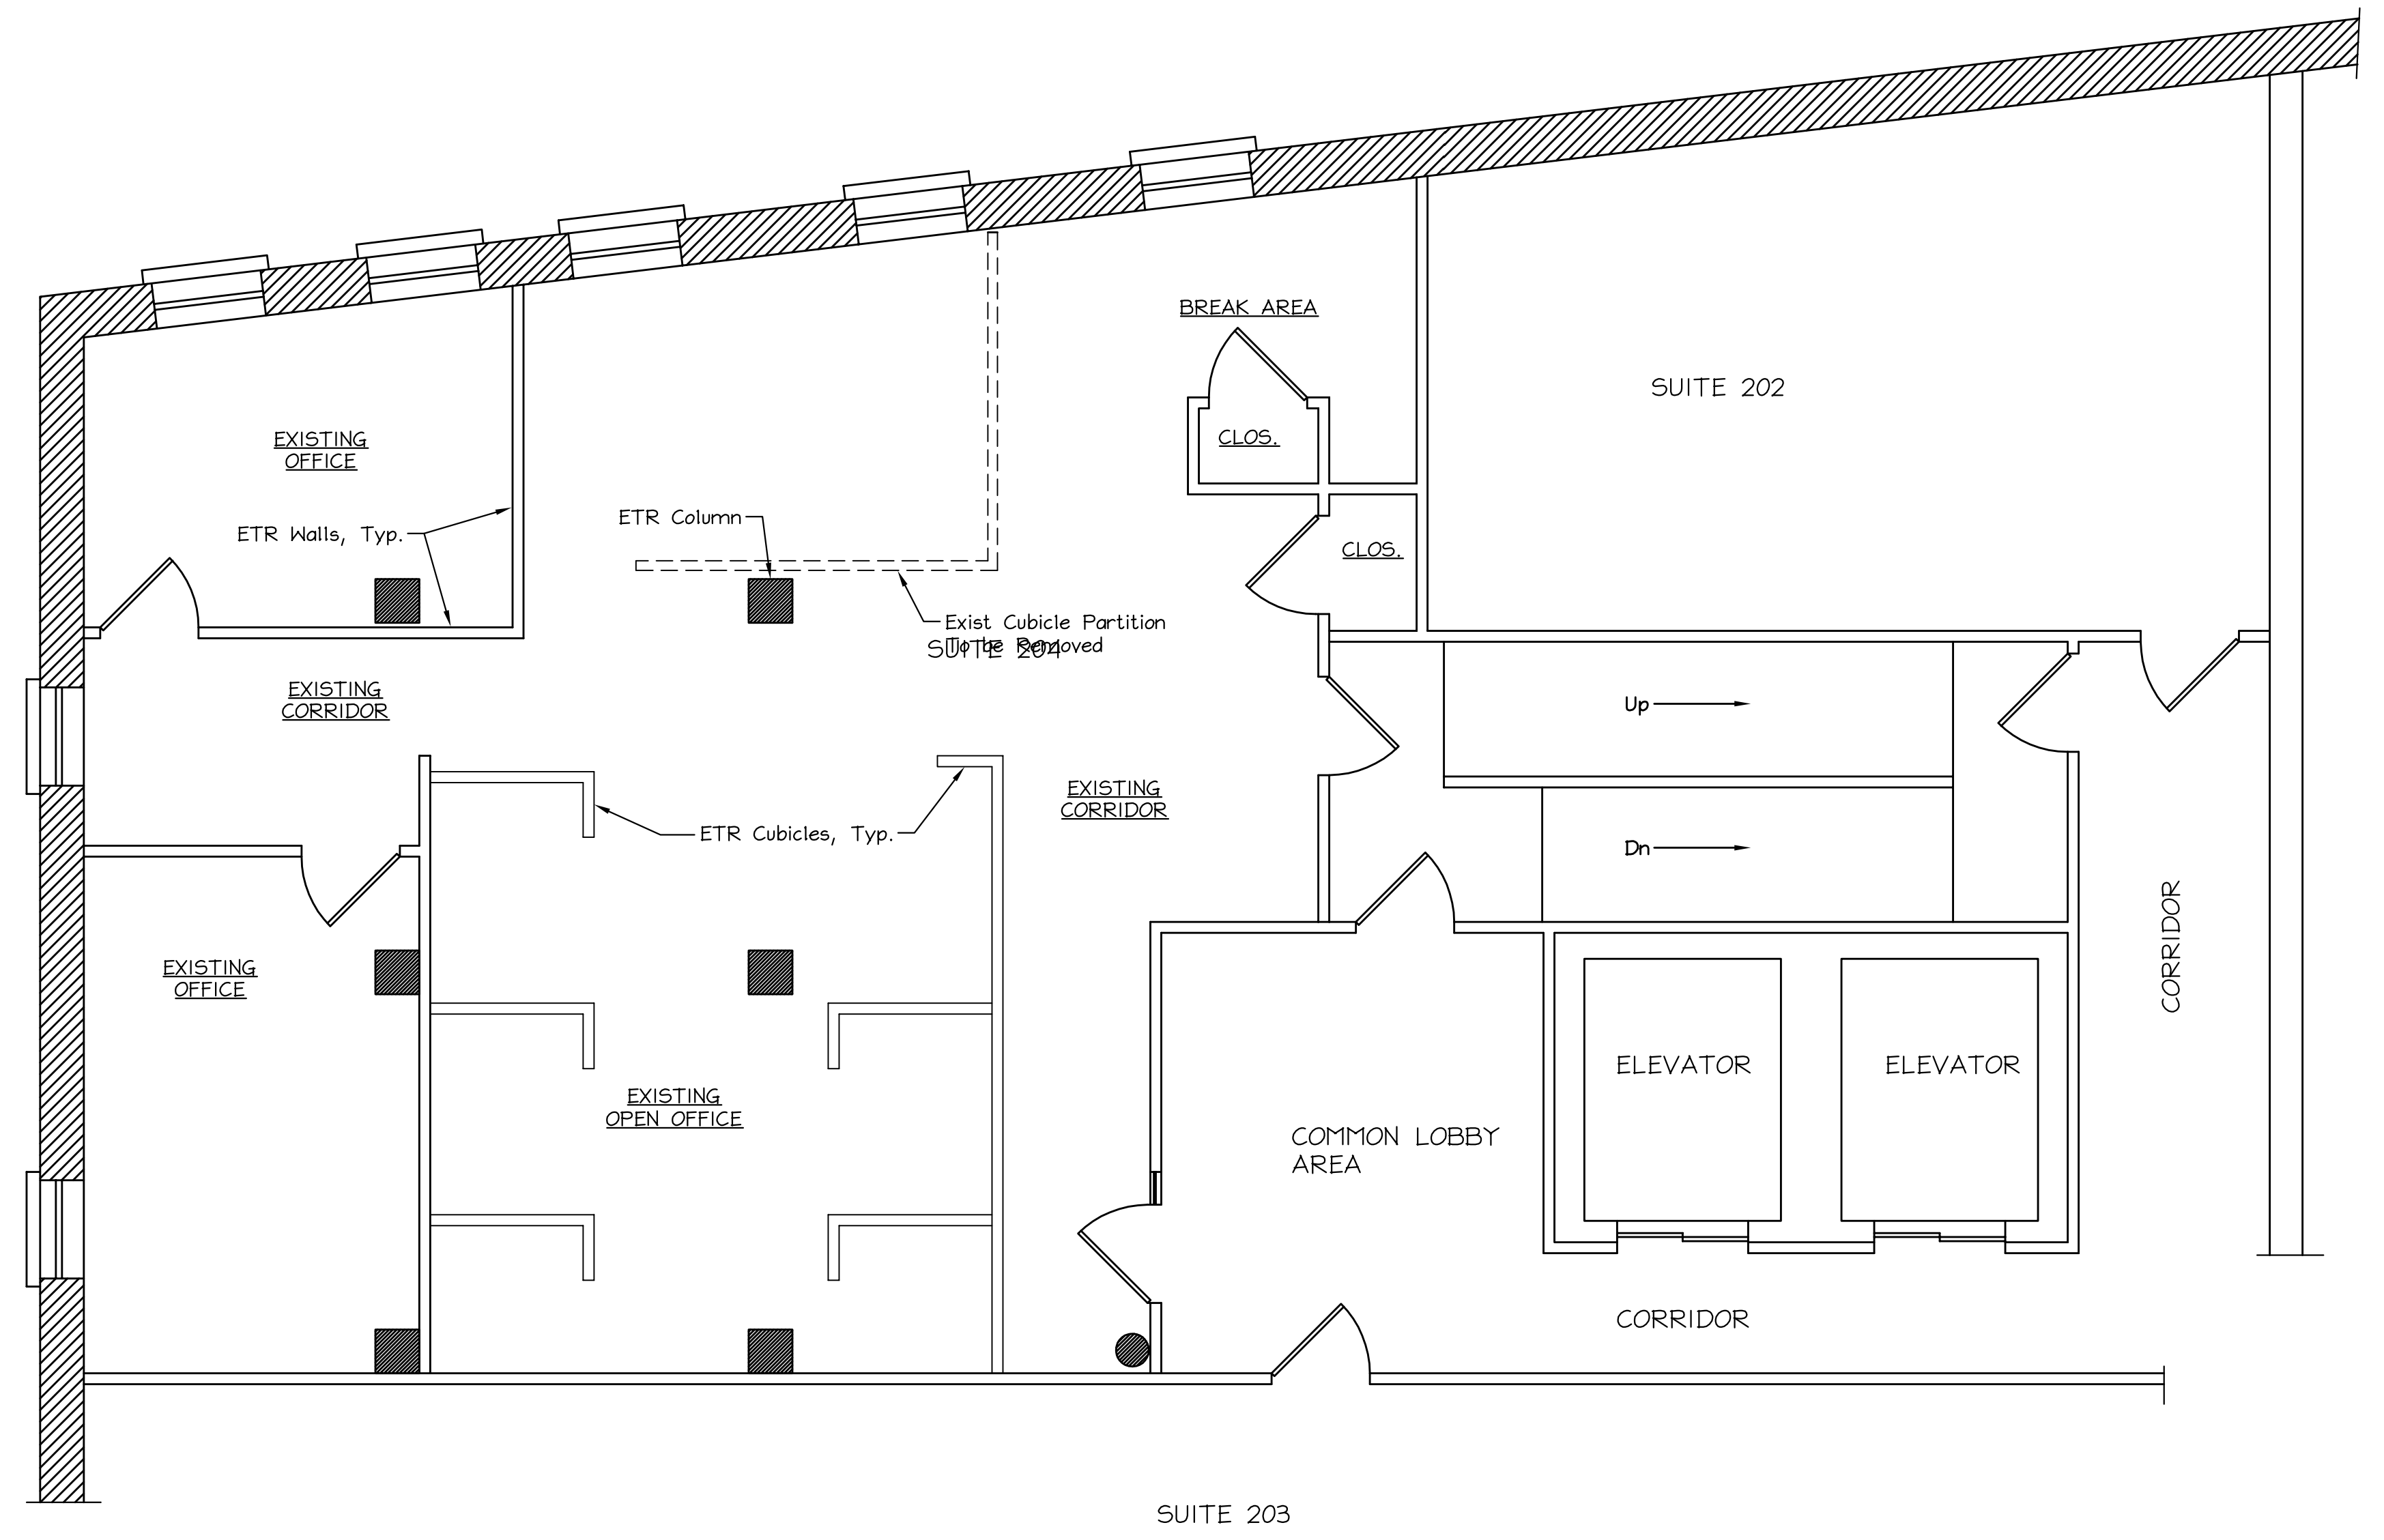 BREAK AREA
SUITE 202
EXISTING
OFFICE
CLOS.
ETR Column
ETR Walls, Typ.
CLOS.
Exist Cubicle Partition
To be Removed
SUITE 204
EXISTING
CORRIDOR
Up
EXISTING
CORRIDOR
ETR Cubicles, Typ.
Dn
CORRIDOR
EXISTING
OFFICE
ELEVATOR
ELEVATOR
EXISTING
OPEN OFFICE
COMMON LOBBY
AREA
CORRIDOR
SUITE 203